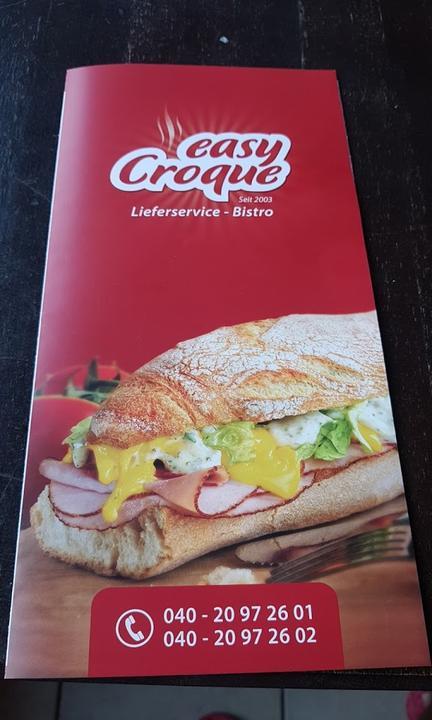 easy
Croque
Seit 2003
Lieferservice - Bistro
040 - 20 97 26 01
040 - 20 97 26 02